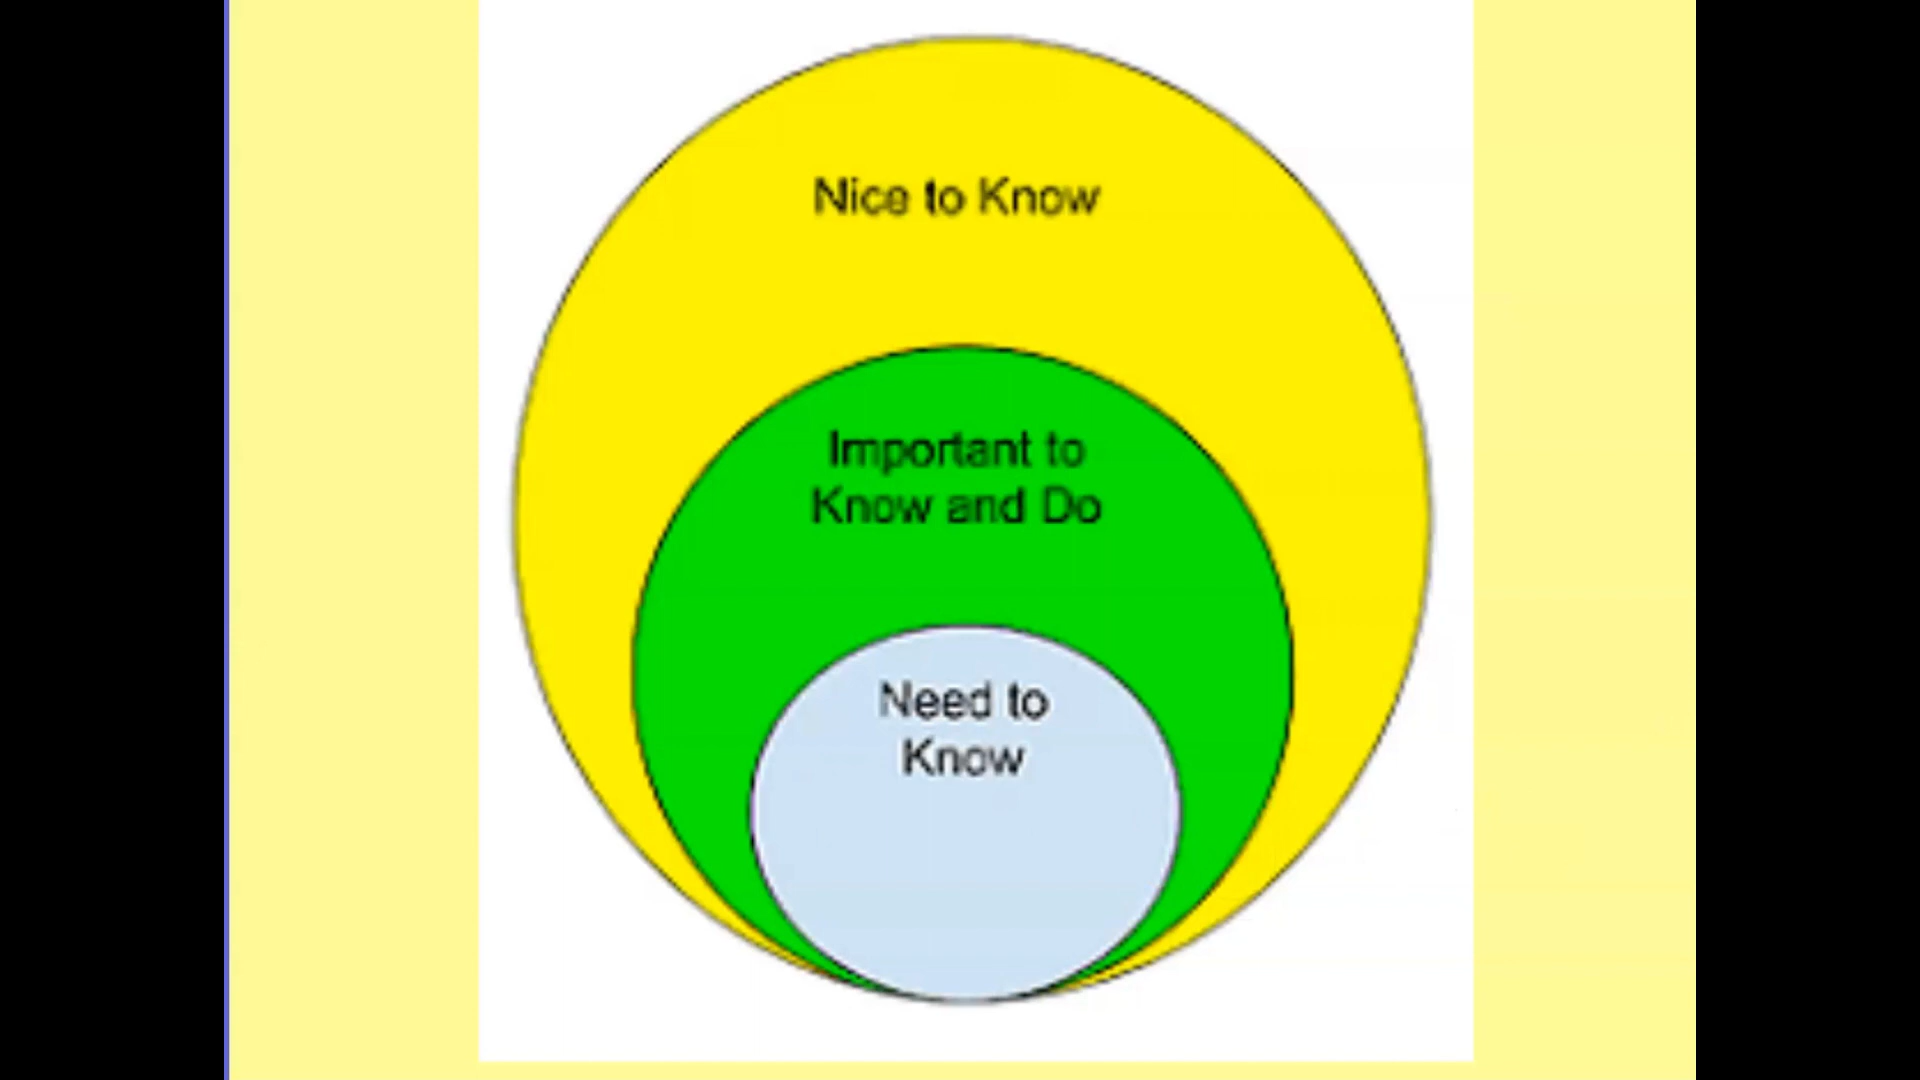 Nice to Know
Important to
Know and Do
Need to
Know